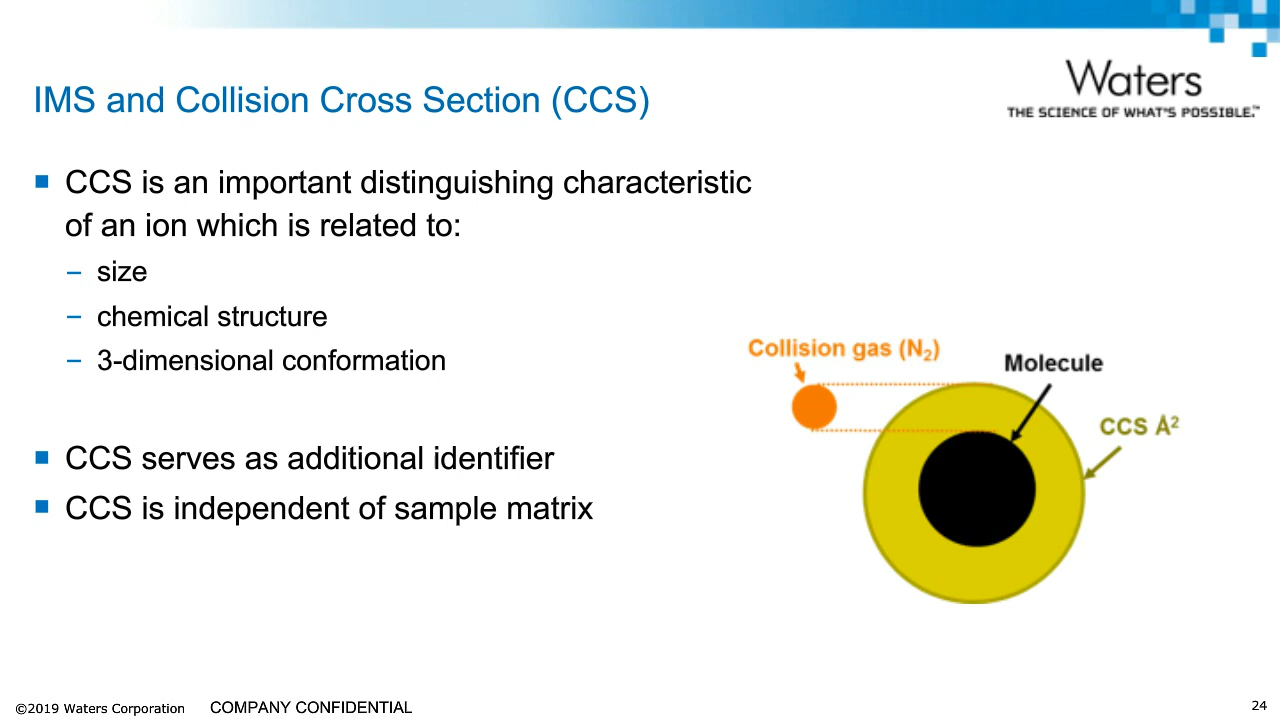 Waters
THE SCIENCE OF WHAT'S POSSIBLE.™
IMS and Collision Cross Section (CCS)
■ CCS is an important distinguishing characteristic
of an ion which is related to:
– size
– chemical structure
– 3-dimensional conformation
■ CCS serves as additional identifier
■ CCS is independent of sample matrix
Collision gas (N₂)
Molecule
CCS Å²
©2019 Waters Corporation COMPANY CONFIDENTIAL
24